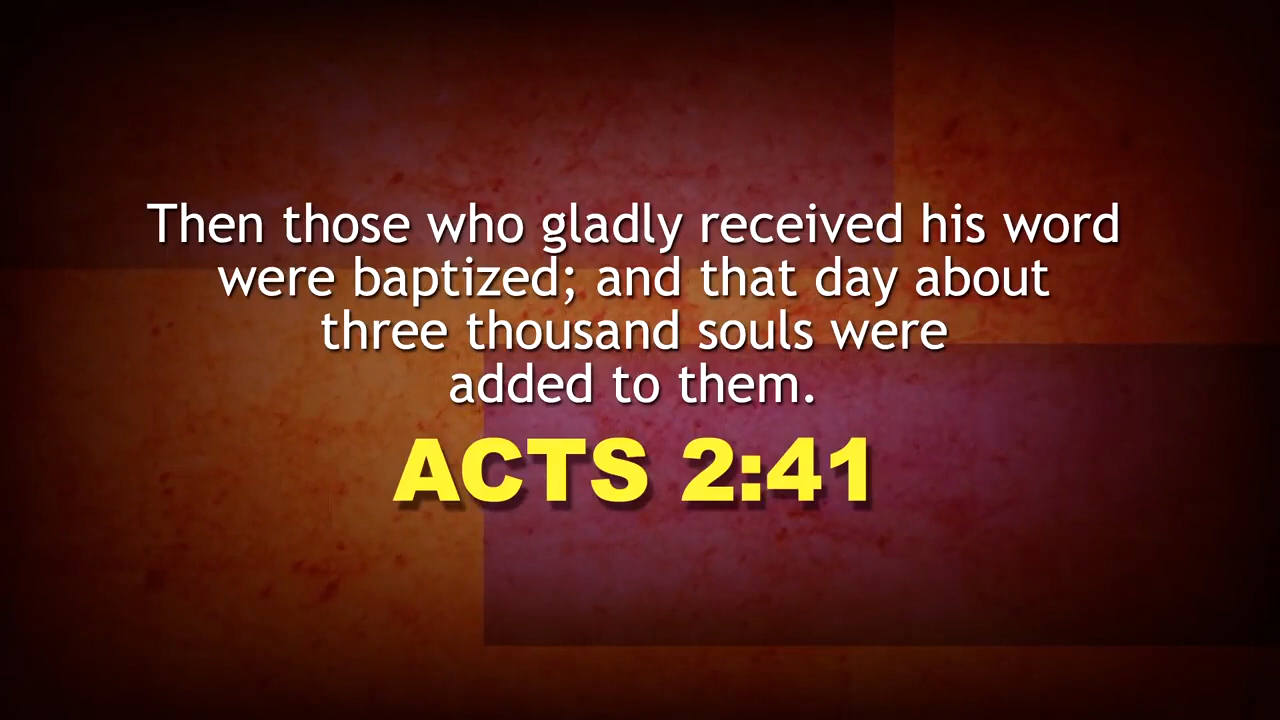 Then those who gladly received his word
were baptized; and that day about
three thousand souls were
added to them.
ACTS 2:41